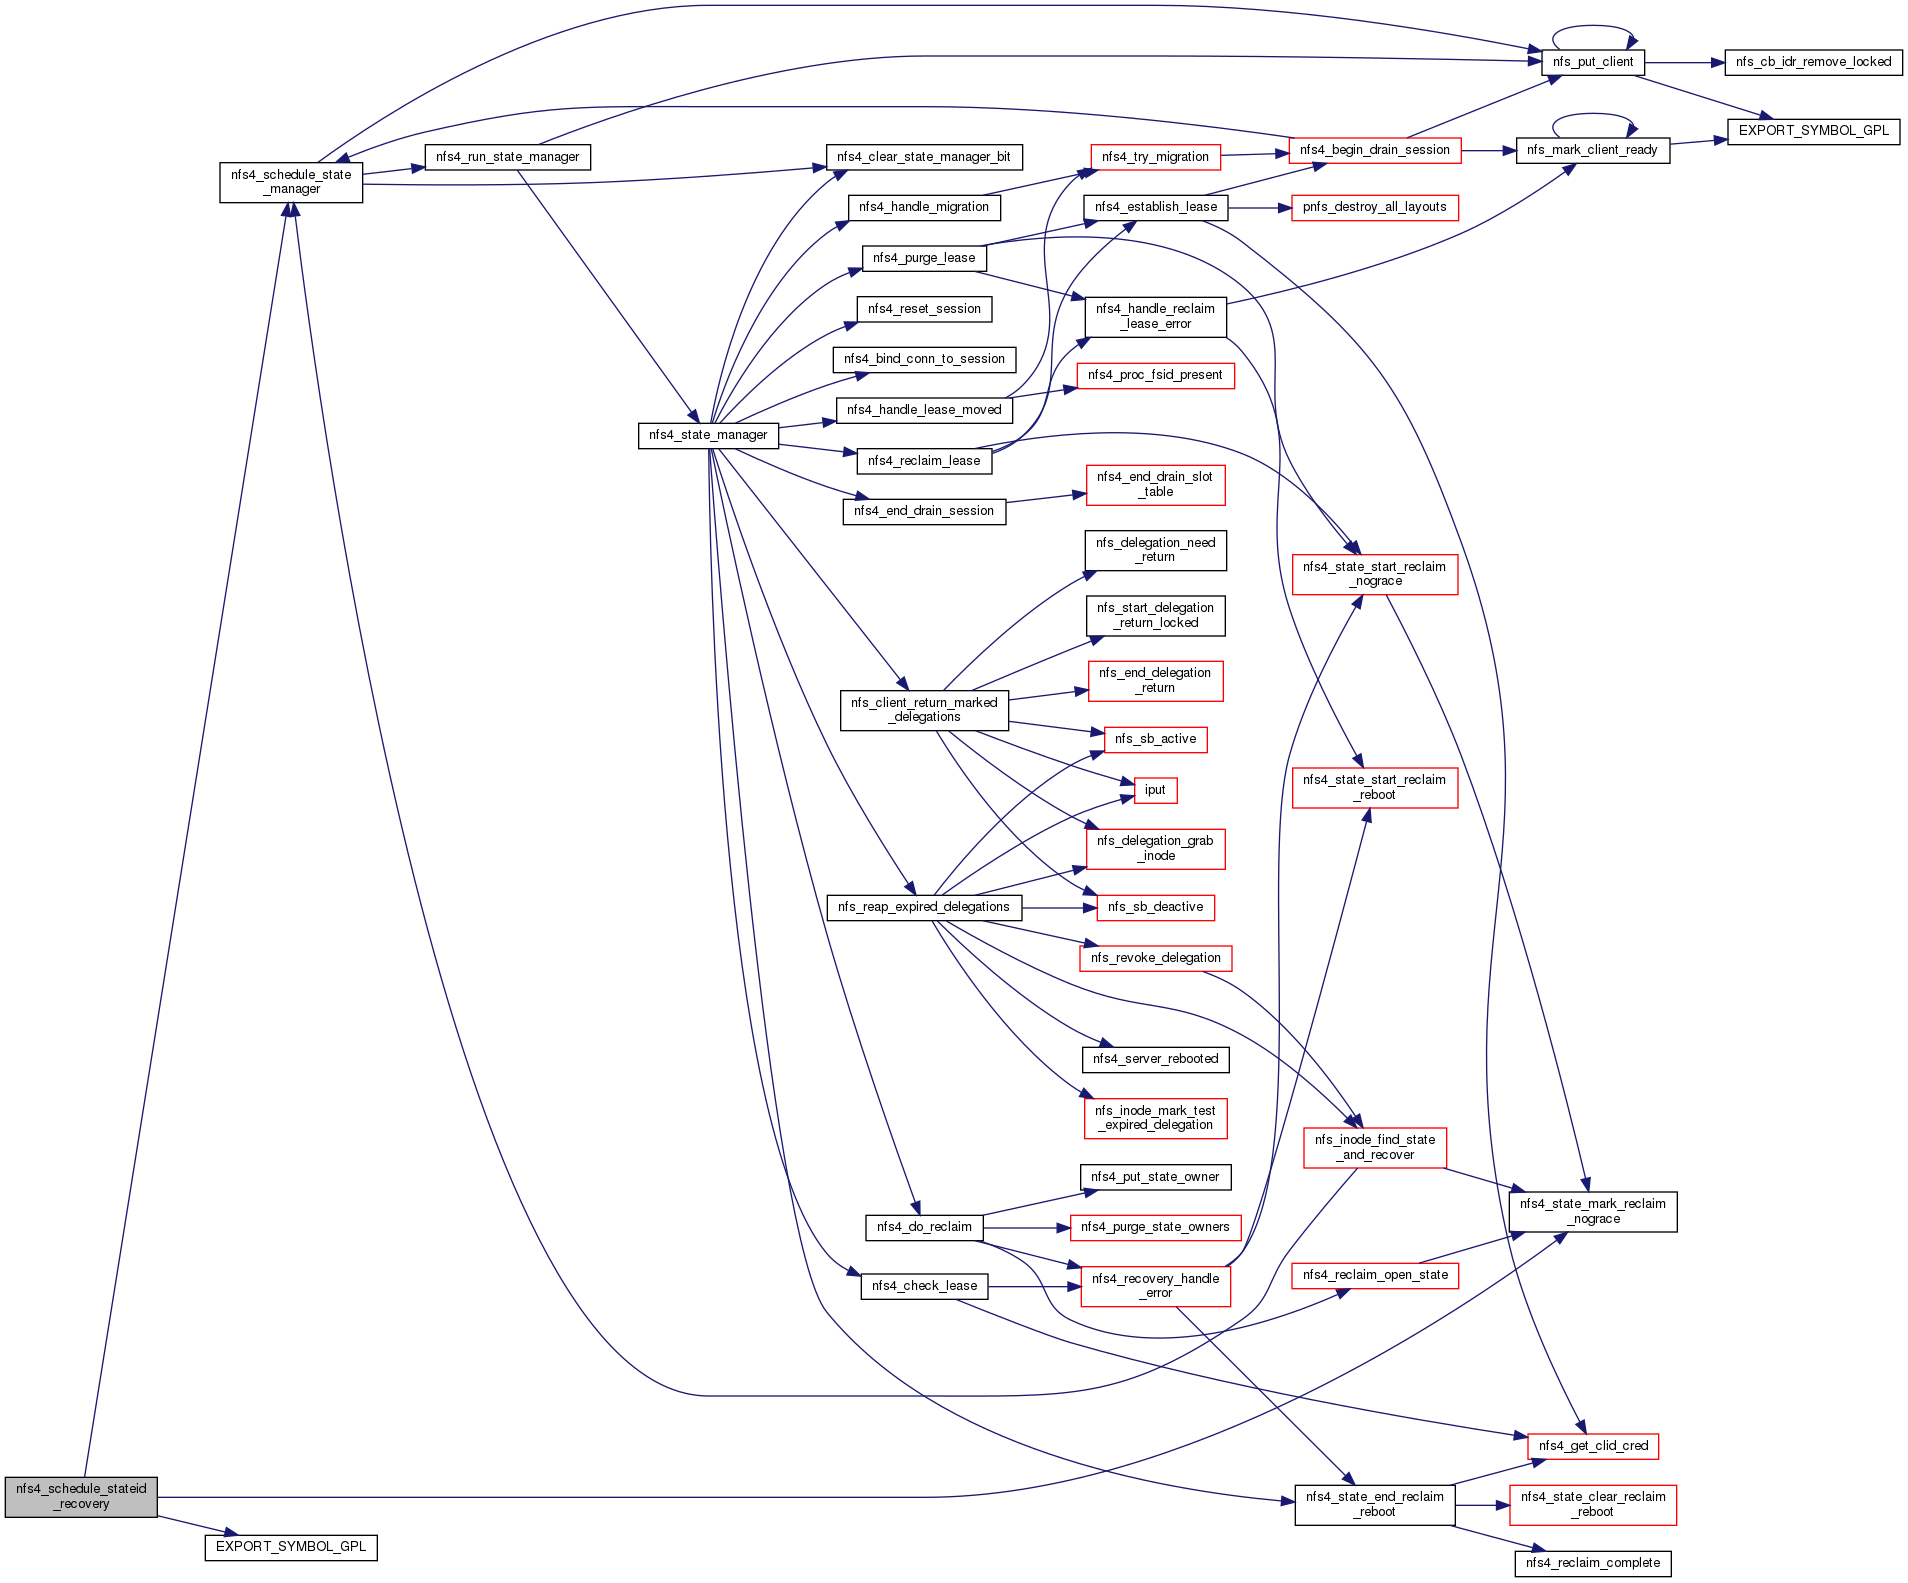 nfs4_schedule_stateid
_recovery
EXPORT_SYMBOL_GPL
nfs4_schedule_state
_manager
nfs4_run_state_manager
nfs4_state_manager
nfs4_clear_state_manager_bit
nfs4_handle_migration
nfs4_purge_lease
nfs4_reset_session
nfs4_bind_conn_to_session
nfs4_handle_lease_moved
nfs4_reclaim_lease
nfs4_end_drain_session
nfs_client_return_marked
_delegations
nfs_reap_expired_delegations
nfs4_do_reclaim
nfs4_check_lease
nfs4_try_migration
nfs4_establish_lease
nfs4_handle_reclaim
_lease_error
nfs4_proc_fsid_present
nfs4_end_drain_slot
_table
nfs_delegation_need
_return
nfs_start_delegation
_return_locked
nfs_end_delegation
_return
nfs_sb_active
iput
nfs_delegation_grab
_inode
nfs_sb_deactive
nfs_revoke_delegation
nfs4_server_rebooted
nfs_inode_mark_test
_expired_delegation
nfs4_put_state_owner
nfs4_purge_state_owners
nfs4_recovery_handle
_error
nfs4_begin_drain_session
pnfs_destroy_all_layouts
nfs4_state_start_reclaim
_nograce
nfs4_state_start_reclaim
_reboot
nfs_inode_find_state
_and_recover
nfs4_reclaim_open_state
nfs4_state_end_reclaim
_reboot
nfs_put_client
nfs_mark_client_ready
nfs4_state_mark_reclaim
_nograce
nfs4_get_clid_cred
nfs4_state_clear_reclaim
_reboot
nfs4_reclaim_complete
nfs_cb_idr_remove_locked
EXPORT_SYMBOL_GPL